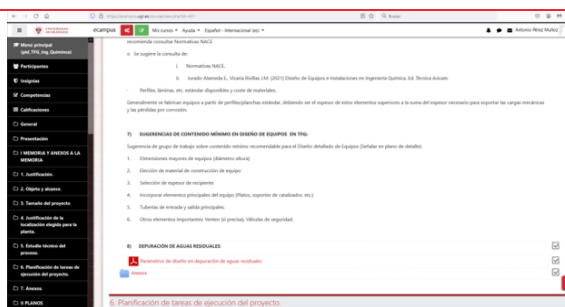 ecampus
Mis cursos
Ayuda
Español - Internacional (es)
Antonio Pérez Muñoz
Menú principal
(pid_TFG_Ing_Quimica)
Participantes
Insignias
Competencias
Calificaciones
General
Presentación
I MEMORIA Y ANEXOS A LA
MEMORIA
1. Justificación.
2. Objeto y alcance.
3. Tamaño del proyecto
4. Justificación de la
localización elegida para la
planta.
5. Estudio técnico del
proceso.
6. Planificación de tareas de
ejecución del proyecto.
7. Anexos.
II PLANOS
recomienda consultar Normativas NACE
o Se sugiere la consulta de:
i. Normativas NACE.
ii. Jurado Alameda E., Vicaria Rivillas J.M. (2021) Diseño de Equipos e Instalaciones en Ingeniería Química. Ed. Técnica Avicam
- Perfiles, láminas, etc. estándar disponibles y coste de materiales.
Generalmente se fabrican equipos a partir de perfiles/planchas estándar, debiendo ser el espesor de estos elementos superiores a la suma del espesor necesario para soportar las cargas mecánicas
y las pérdidas por corrosión.
7) SUGERENCIAS DE CONTENIDO MÍNIMO EN DISEÑO DE EQUIPOS EN TFG:
Sugerencia de grupo de trabajo sobre contenido mínimo recomendable para el Diseño detallado de Equipos (Señalar en plano de detalle):
1. Dimensiones mayores de equipos (diámetro altura)
2. Elección de material de construcción de equipo
3. Selección de espesor de recipiente
4. Incorporar elementos principales del equipo (Platos, soportes de catalizador, etc.)
5. Tuberías de entrada y salida principales.
6. Otros elementos importantes: Venteo (si precisa), Válvulas de seguridad.
8) DEPURACIÓN DE AGUAS RESIDUALES:
Parámetros de diseño en depuración de aguas residuales
Anexos
6. Planificación de tareas de ejecución del proyecto.